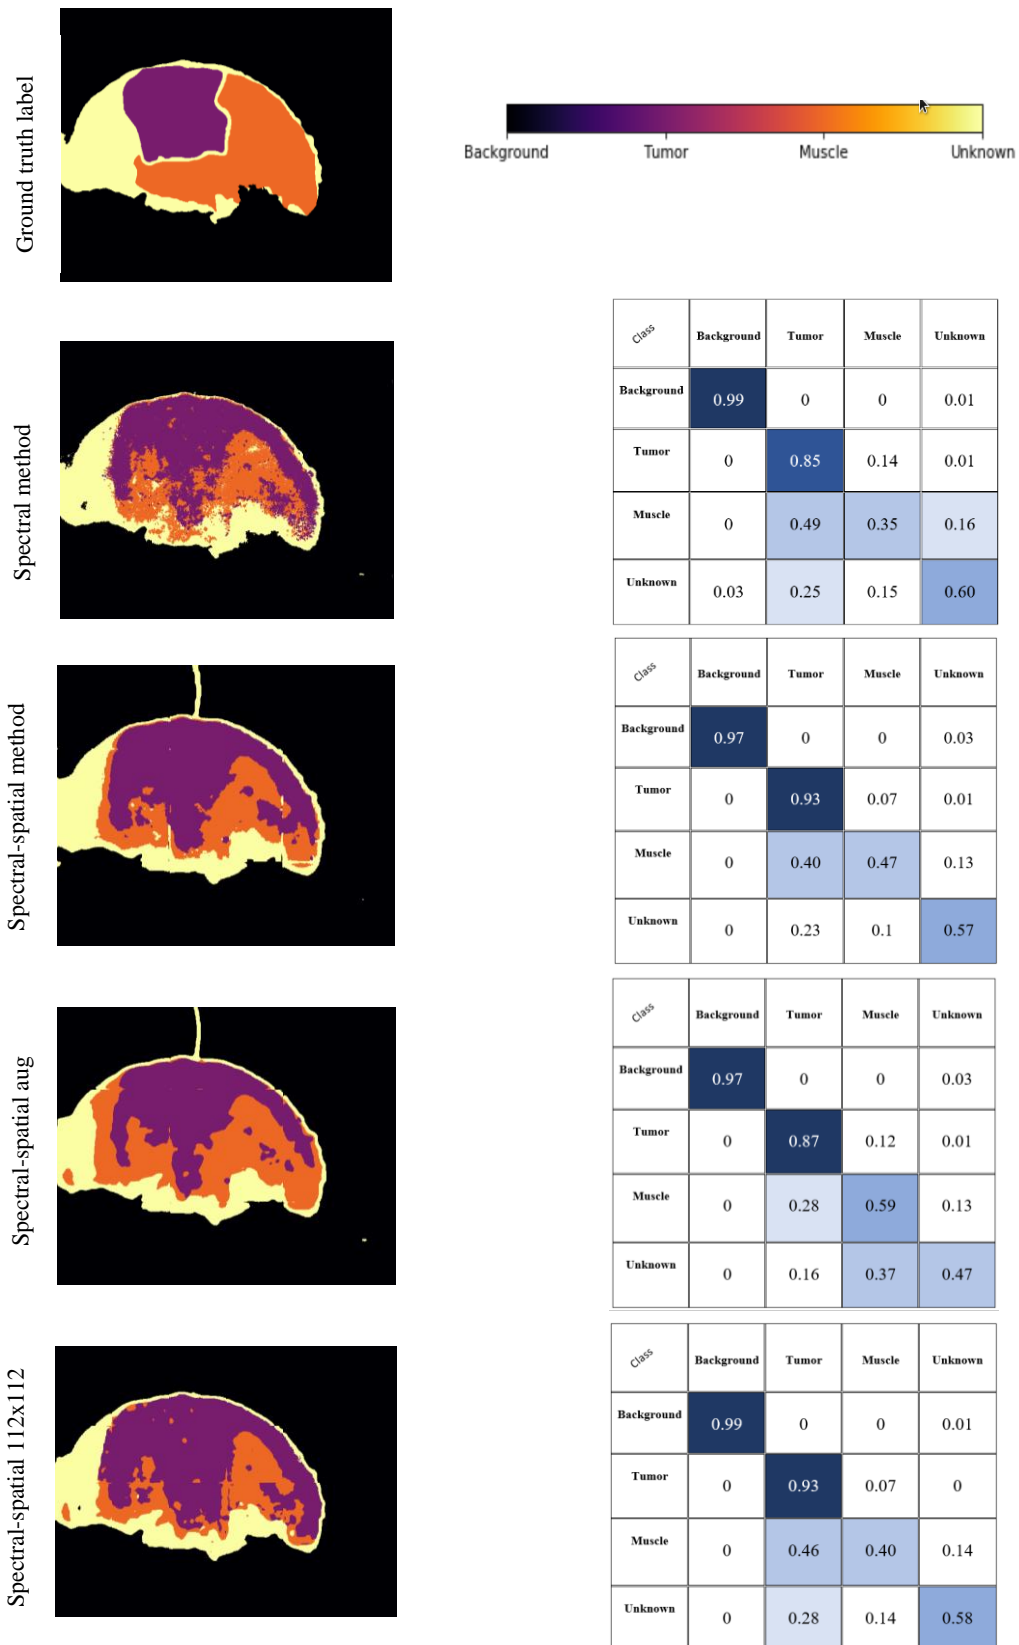 Ground truth label
Background Tumor Muscle Unknown
Spectral method
Class Background Tumor Muscle Unknown
Background 0.99 0 0 0.01
Tumor 0 0.85 0.14 0.01
Muscle 0 0.49 0.35 0.16
Unknown 0.03 0.25 0.15 0.60
Spectral-spatial method
Class Background Tumor Muscle Unknown
Background 0.97 0 0 0.03
Tumor 0 0.93 0.07 0.01
Muscle 0 0.40 0.47 0.13
Unknown 0 0.23 0.1 0.57
Spectral-spatial aug
Class Background Tumor Muscle Unknown
Background 0.97 0 0 0.03
Tumor 0 0.87 0.12 0.01
Muscle 0 0.28 0.59 0.13
Unknown 0 0.16 0.37 0.47
Spectral-spatial 112x112
Class Background Tumor Muscle Unknown
Background 0.99 0 0 0.01
Tumor 0 0.93 0.07 0
Muscle 0 0.46 0.40 0.14
Unknown 0 0.28 0.14 0.58